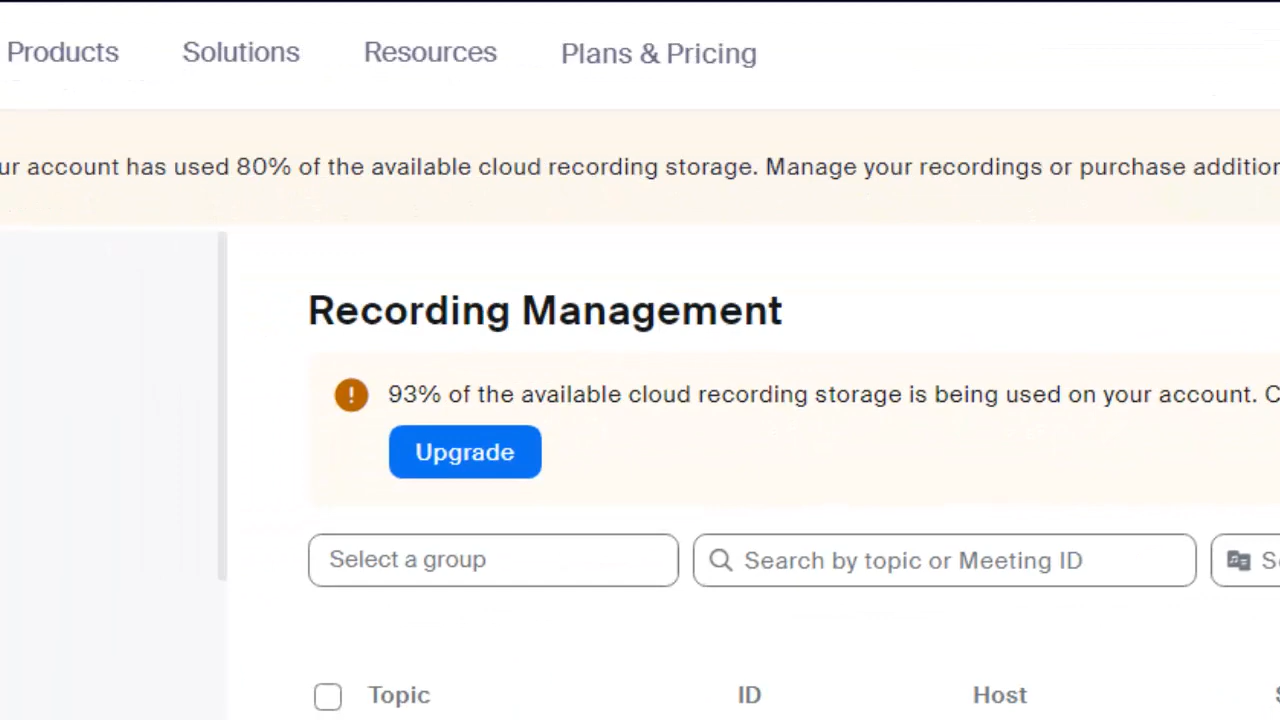 Products Solutions Resources Plans & Pricing
account has used 80% of the available cloud recording storage. Manage your recordings or purchase
Recording Management
93% of the available cloud recording storage is being used on your account.
Upgrade
Select a group Search by topic or Meeting ID
Topic ID Host